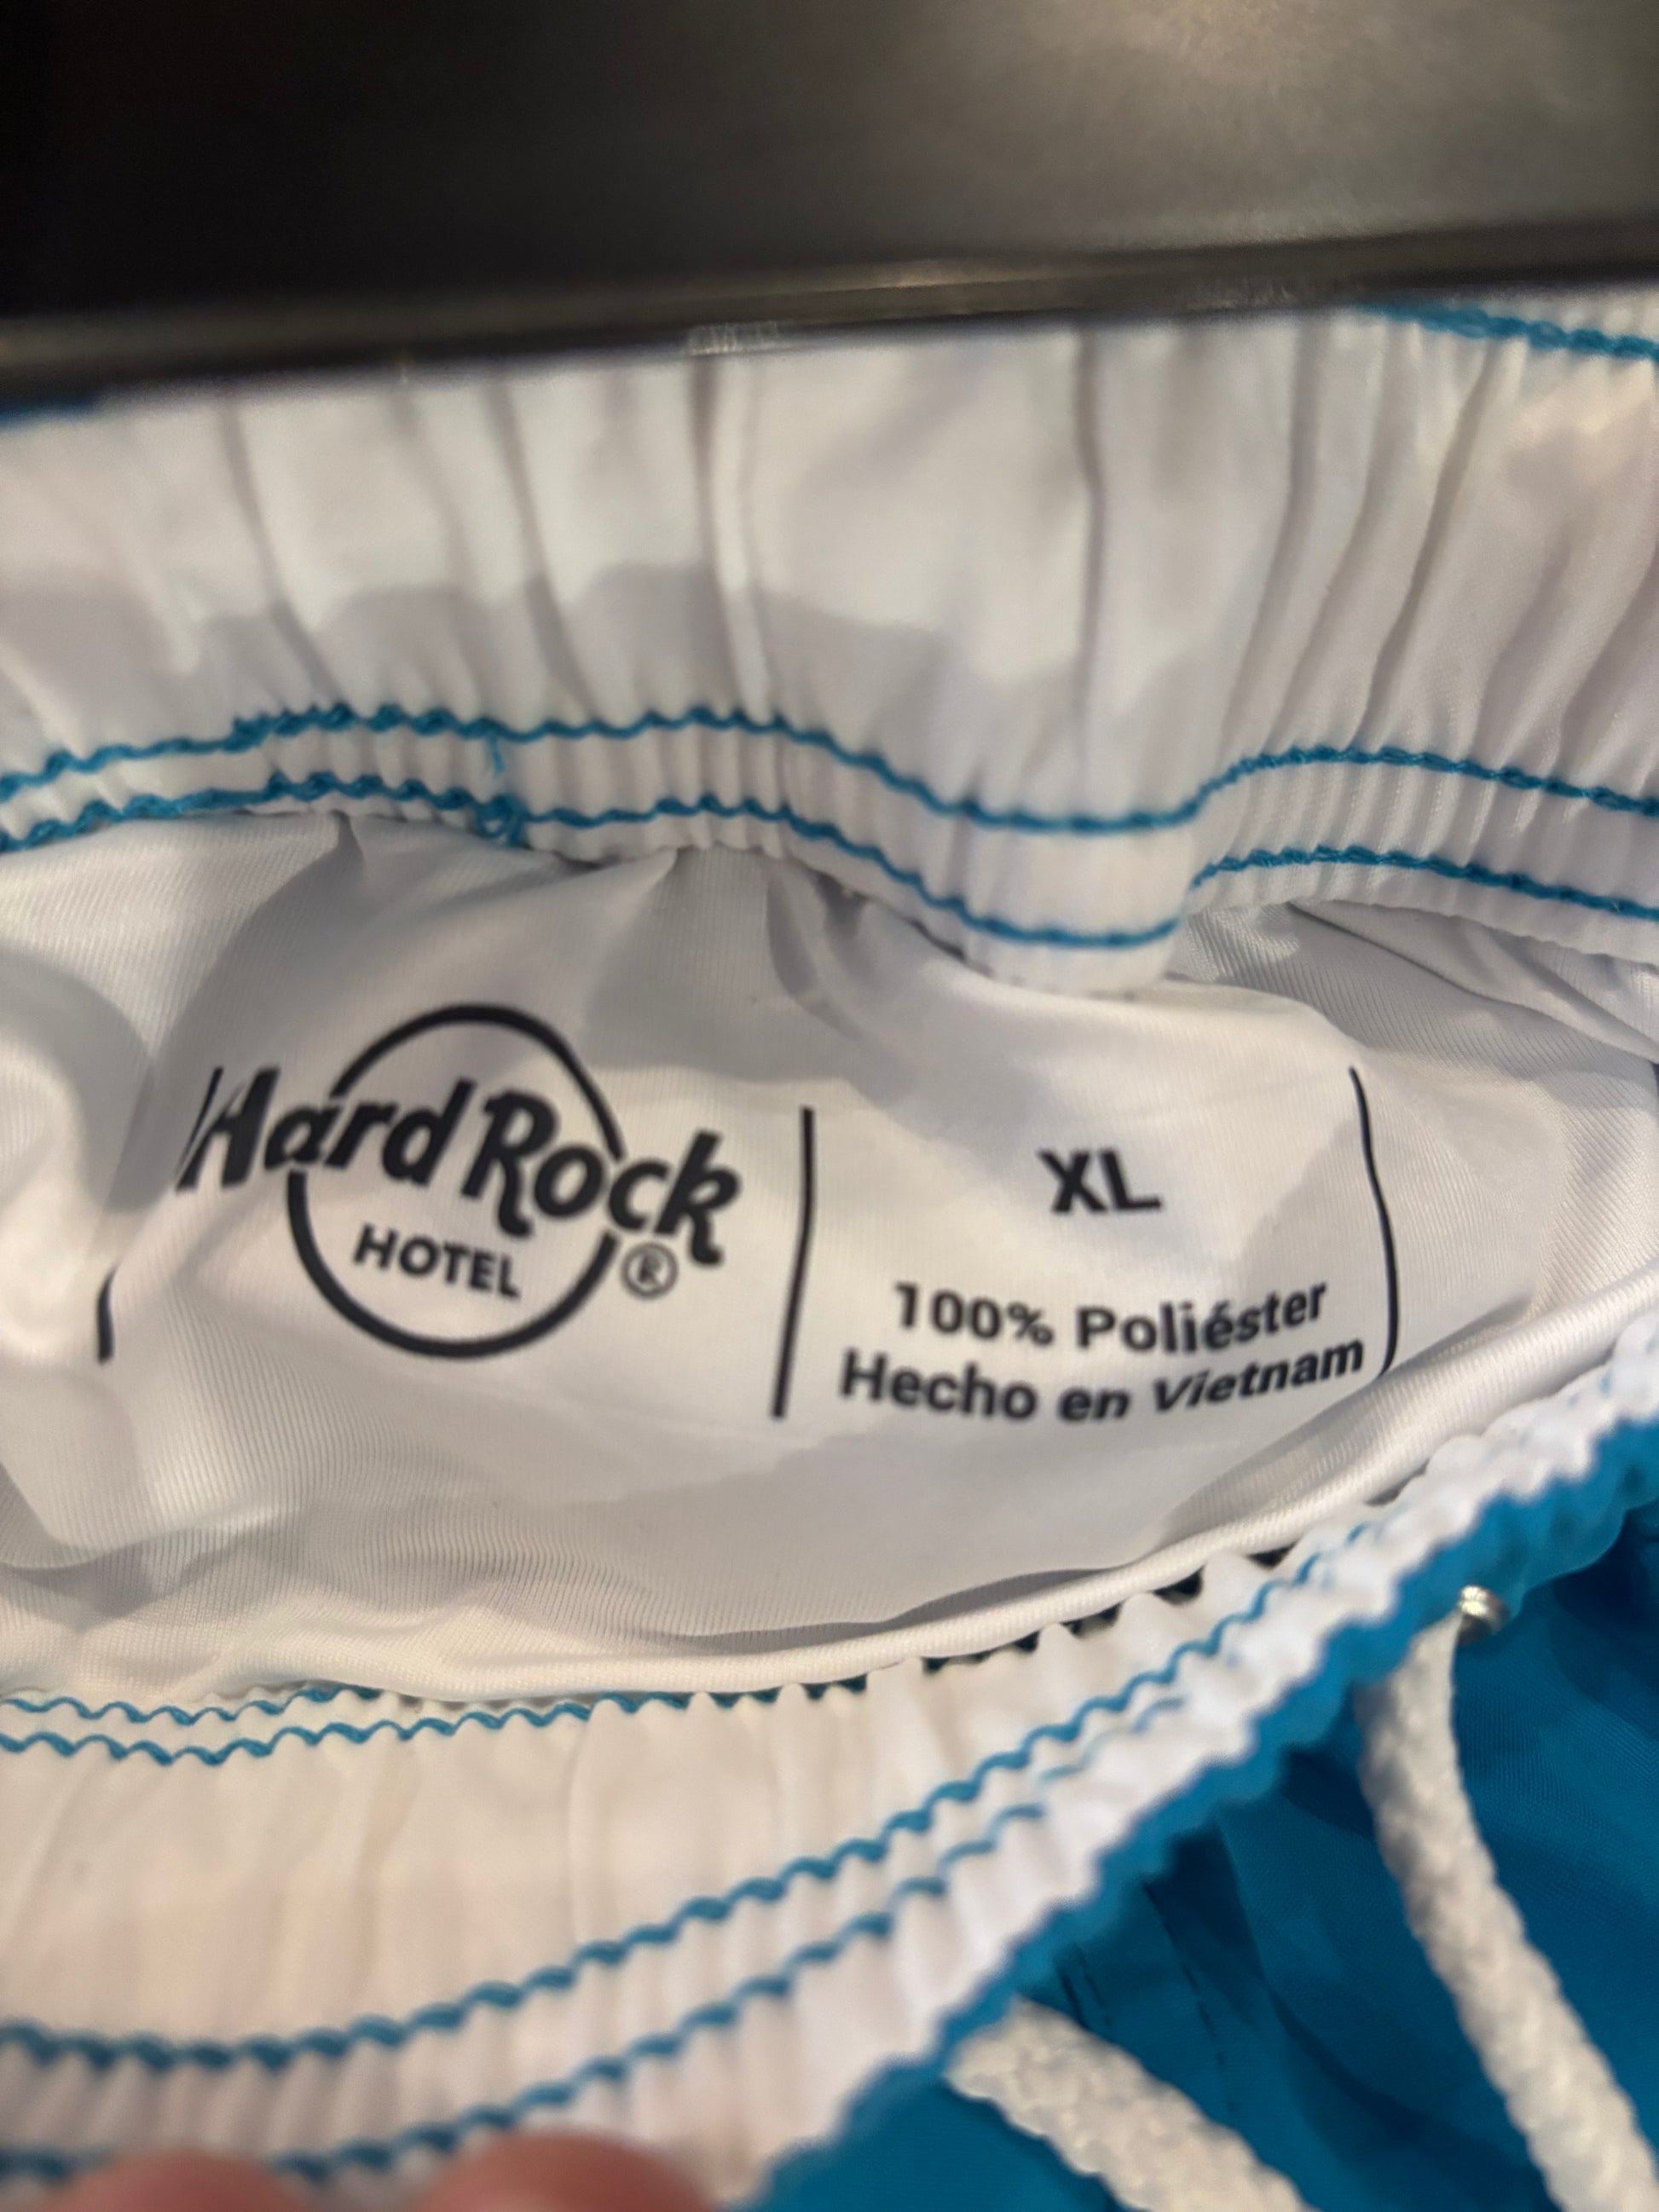 Hard Rock
HOTEL
®
XL
100% Poliéster
Hecho en Vietnam